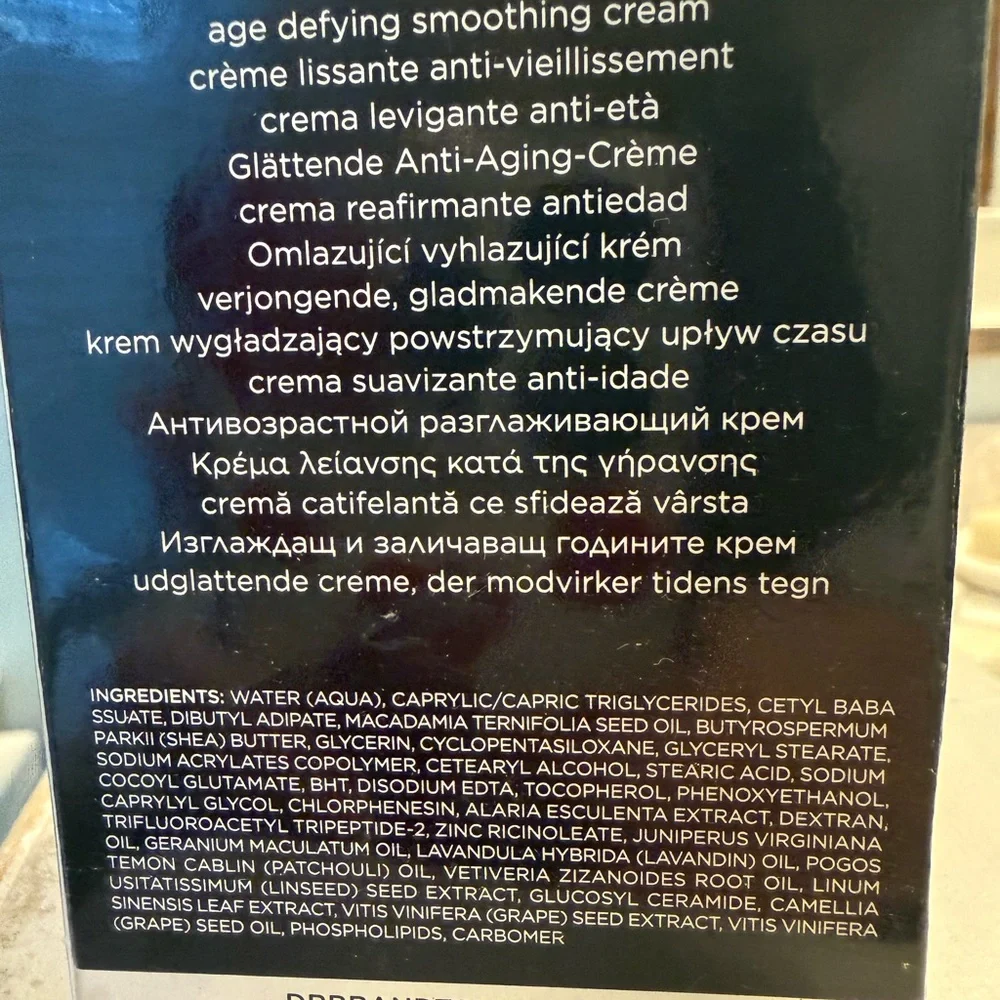 age defying smoothing cream
crème lissante anti-vieillissement
crema levigante anti-età
Glättende Anti-Aging-Crème
crema reafirmante antiedad
Omlazující vyhlazující krém
verjongende, gladmakende crème
krem wygładzający powstrzymujący upływ czasu
crema suavizante anti-idade
Антивозрастной разглаживающий крем
Κρέμα λείανσης κατά της γήρανσης
cremă catifelantă ce sfidează vârsta
Изглаждащ и заличаващ годините крем
udglattende creme, der modvirker tidens tegn
INGREDIENTS: WATER (AQUA), CAPRYLIC/CAPRIC TRIGLYCERIDES, CETYL BABA
SSUATE, DIBUTYL ADIPATE, MACADAMIA TERNIFOLIA SEED OIL, BUTYROSPERMUM
PARKII (SHEA) BUTTER, GLYCERIN, CYCLOPENTASILOXANE, GLYCERYL STEARATE,
SODIUM ACRYLATES COPOLYMER, CETEARYL ALCOHOL, STEARIC ACID, SODIUM
COCOYL GLUTAMATE, BHT, DISODIUM EDTA, TOCOPHEROL, PHENOXYETHANOL,
CAPRYLYL GLYCOL, CHLORPHENESIN, ALARIA ESCULENTA EXTRACT, DEXTRAN,
TRIFLUOROACETYL TRIPEPTIDE-2, ZINC RICINOLEATE, JUNIPERUS VIRGINIANA
OIL, GERANIUM MACULATUM OIL, LAVANDULA HYBRIDA (LAVANDIN) OIL, POGOS
TEMON CABLIN (PATCHOULI) OIL, VETIVERIA ZIZANOIDES ROOT OIL, LINUM
USITATISSIMUM (LINSEED) SEED EXTRACT, GLUCOSYL CERAMIDE, CAMELLIA
SINENSIS LEAF EXTRACT, VITIS VINIFERA (GRAPE) SEED EXTRACT, VITIS VINIFERA
(GRAPE) SEED OIL, PHOSPHOLIPIDS, CARBOMER